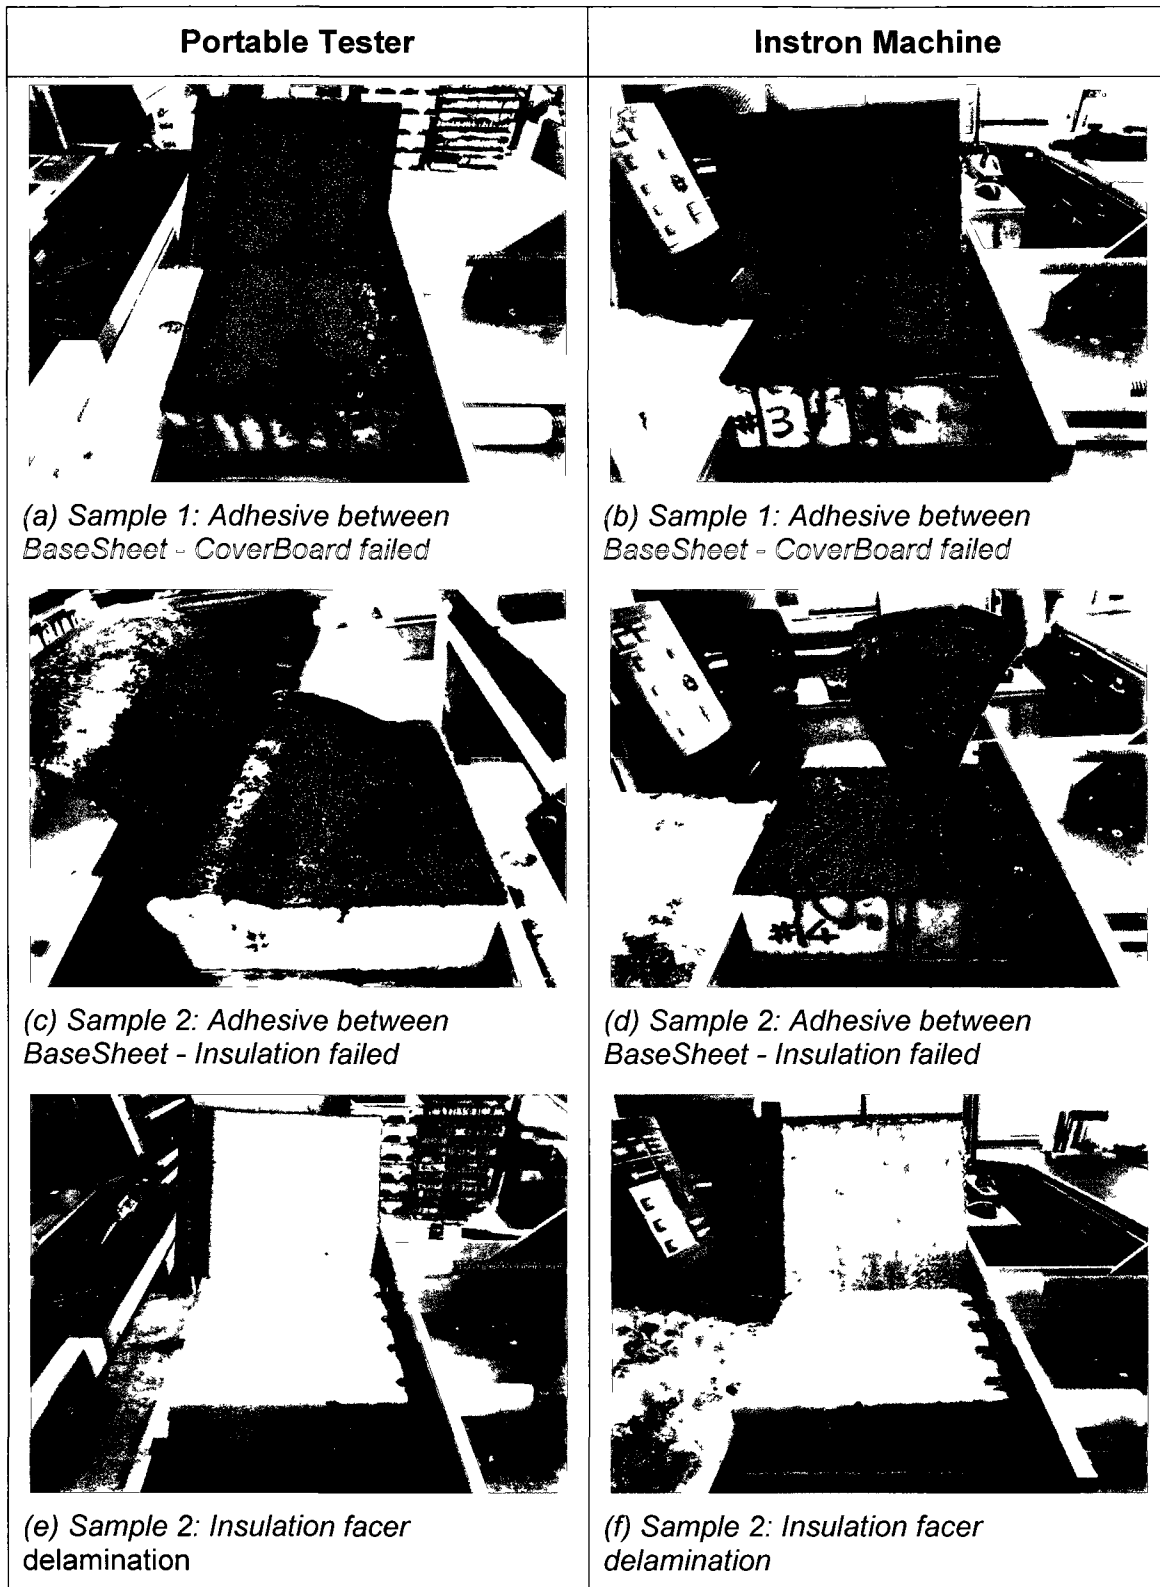 Portable Tester
Instron Machine
(a) Sample 1: Adhesive between
BaseSheet - CoverBoard failed
#3
(b) Sample 1: Adhesive between
BaseSheet - CoverBoard failed
(c) Sample 2: Adhesive between
BaseSheet - Insulation failed
#4
(d) Sample 2: Adhesive between
BaseSheet - Insulation failed
(e) Sample 2: Insulation facer
delamination
(f) Sample 2: Insulation facer
delamination